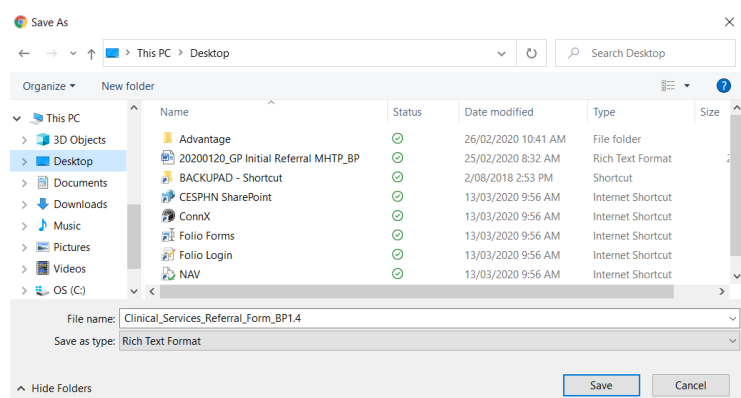 Save As
This PC > Desktop
Search Desktop
Organize
New folder
?
Name Status Date modified Type Size
This PC
3D Objects
Desktop
Documents
Downloads
Music
Pictures
Videos
OS (C:)
Advantage 26/02/2020 10:41 AM File folder
20200120_GP Initial Referral MHTP_BP 25/02/2020 8:32 AM Rich Text Format
BACKUPAD - Shortcut 2/08/2018 2:53 PM Shortcut
CESPHN SharePoint 13/03/2020 9:56 AM Internet Shortcut
ConnX 13/03/2020 9:56 AM Internet Shortcut
Folio Forms 13/03/2020 9:56 AM Internet Shortcut
Folio Login 13/03/2020 9:56 AM Internet Shortcut
NAV 13/03/2020 9:56 AM Internet Shortcut
File name: Clinical_Services_Referral_Form_BP1.4
Save as type: Rich Text Format
Hide Folders
Save
Cancel